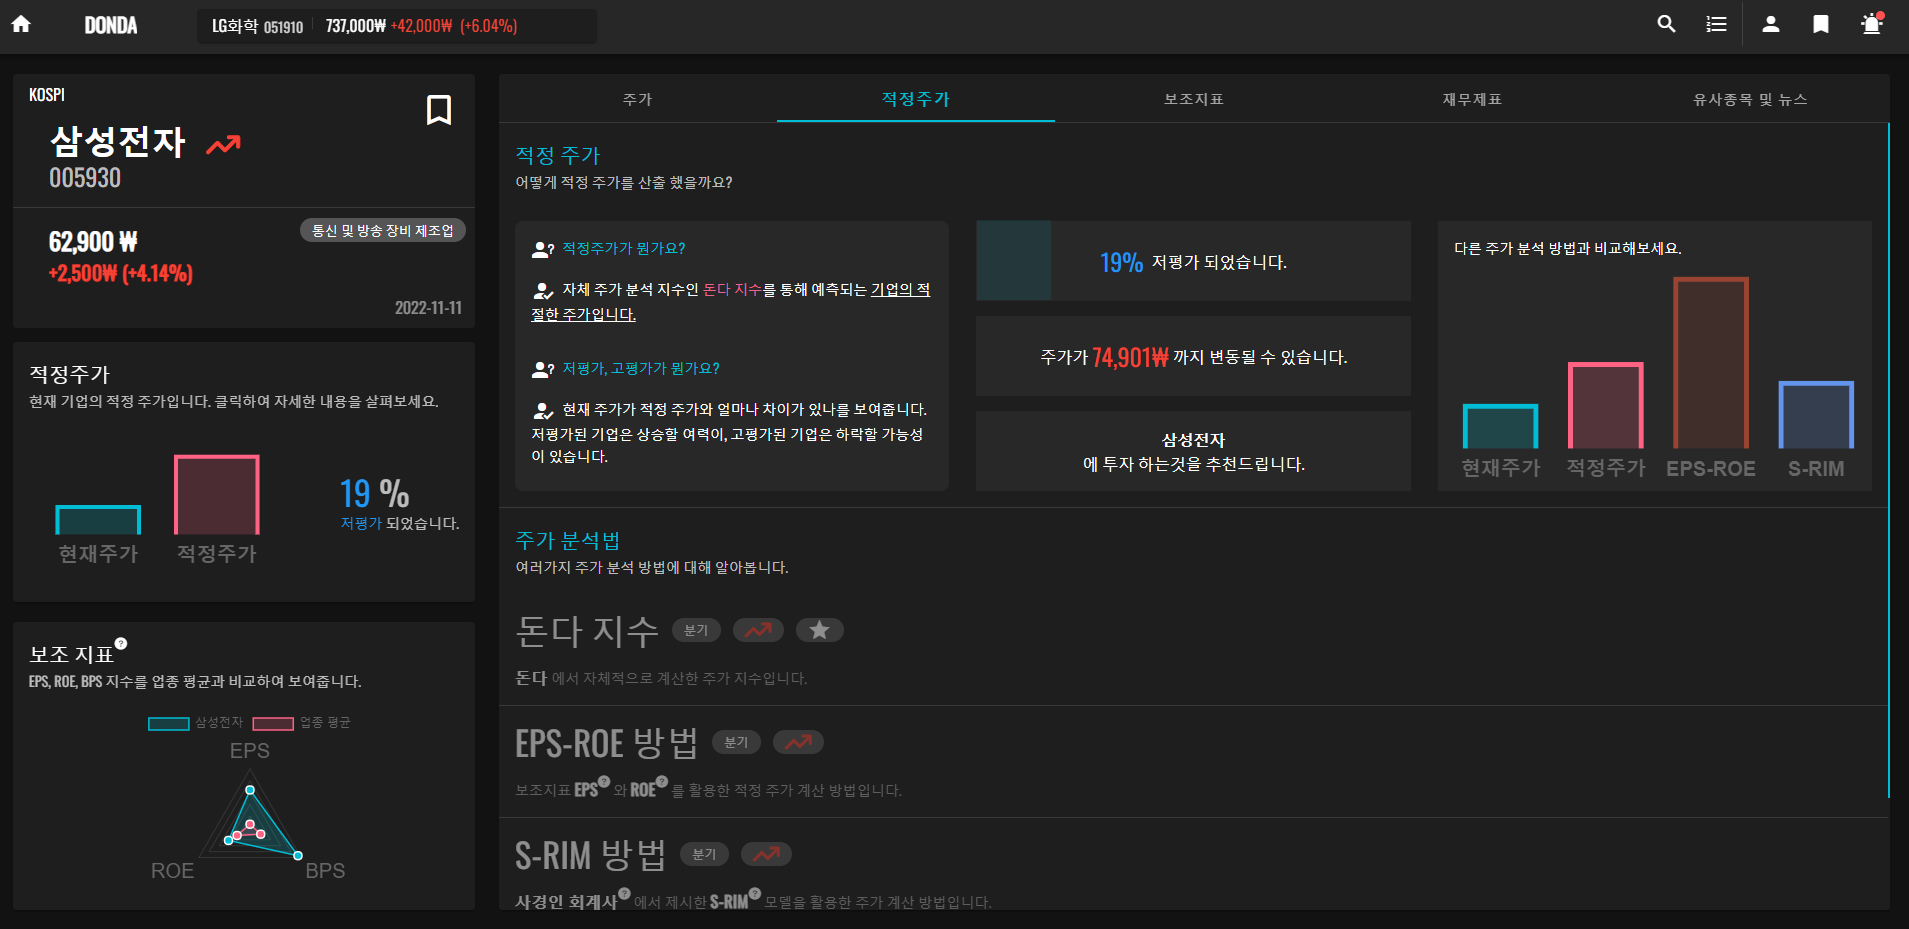 DONDA
LG화학 051910 737,000₩ +42,000₩ (+6.04%)
KOSPI
삼성전자
005930
62,900 ₩
통신 및 방송 장비 제조업
+2,500₩ (+4.14%)
2022-11-11
적정주가
현재 기업의 적정 주가입니다. 클릭하여 자세한 내용을 살펴보세요.
19 %
저평가 되었습니다.
현재주가 적정주가
보조 지표?
EPS, ROE, BPS 지수를 업종 평균과 비교하여 보여줍니다.
삼성전자 업종 평균
EPS
ROE BPS
주가 적정주가 보조지표 재무제표 유사종목 및 뉴스
적정 주가
어떻게 적정 주가를 산출 했을까요?
? 적정주가가 뭔가요?
자체 주가 분석 지수인 돈다 지수를 통해 예측되는 기업의 적
절한 주가입니다.
? 저평가, 고평가가 뭔가요?
현재 주가가 적정 주가와 얼마나 차이가 있나를 보여줍니다.
저평가된 기업은 상승할 여력이, 고평가된 기업은 하락할 가능성
이 있습니다.
19% 저평가 되었습니다.
주가가 74,901₩ 까지 변동될 수 있습니다.
삼성전자
에 투자 하는것을 추천드립니다.
다른 주가 분석 방법과 비교해보세요.
현재주가 적정주가 EPS-ROE S-RIM
주가 분석법
여러가지 주가 분석 방법에 대해 알아봅니다.
돈다 지수 분기
돈다 에서 자체적으로 계산한 주가 지수입니다.
EPS-ROE 방법 분기
보조지표 EPS? 와 ROE? 를 활용한 적정 주가 계산 방법입니다.
S-RIM 방법 분기
사경인 회계사? 에서 제시한 S-RIM? 모델을 활용한 주가 계산 방법입니다.